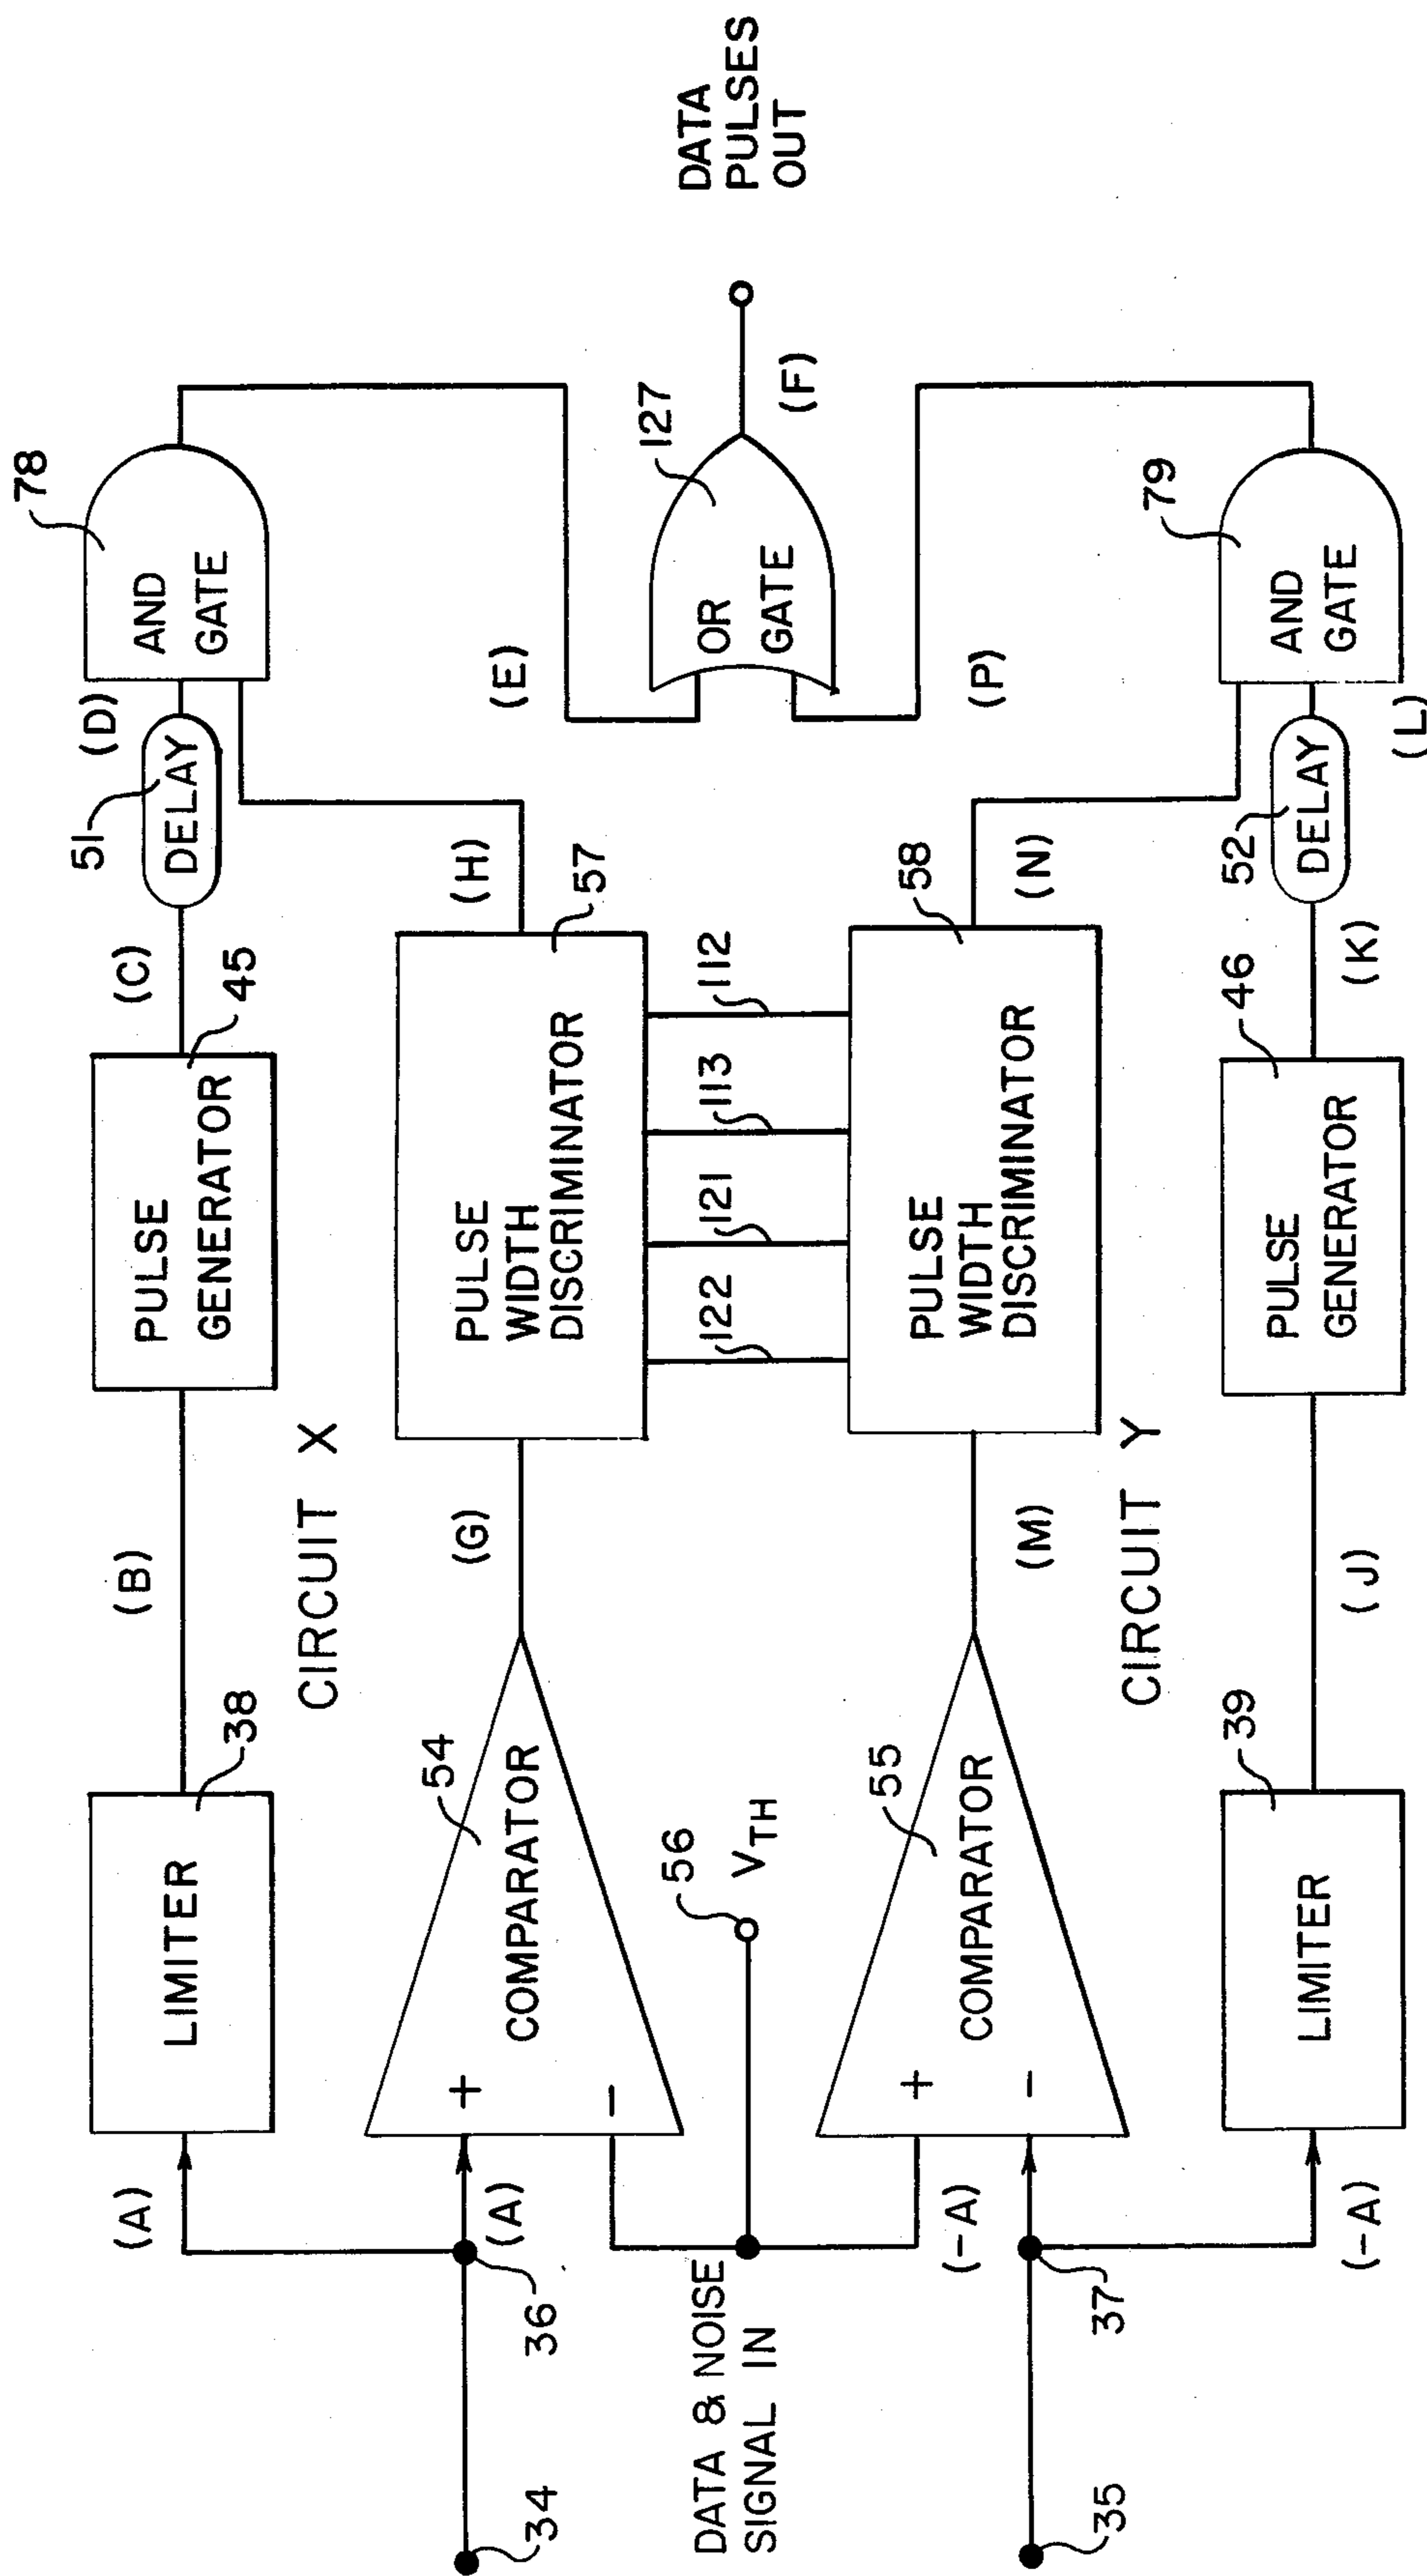 34
36
(A)
(A)
LIMITER
38
(B)
PULSE
GENERATOR
45
(C)
DELAY
51
(D)
AND
GATE
78
CIRCUIT X
+
−
COMPARATOR
54
(G)
PULSE
WIDTH
DISCRIMINATOR
57
(H)
(E)
DATA & NOISE
SIGNAL IN
56
VTH
122
121
113
112
OR
GATE
127
(F)
DATA
PULSES
OUT
(-A)
+
−
COMPARATOR
55
(M)
PULSE
WIDTH
DISCRIMINATOR
58
(N)
(P)
CIRCUIT Y
35
37
(-A)
LIMITER
39
(J)
PULSE
GENERATOR
46
(K)
DELAY
52
(L)
AND
GATE
79